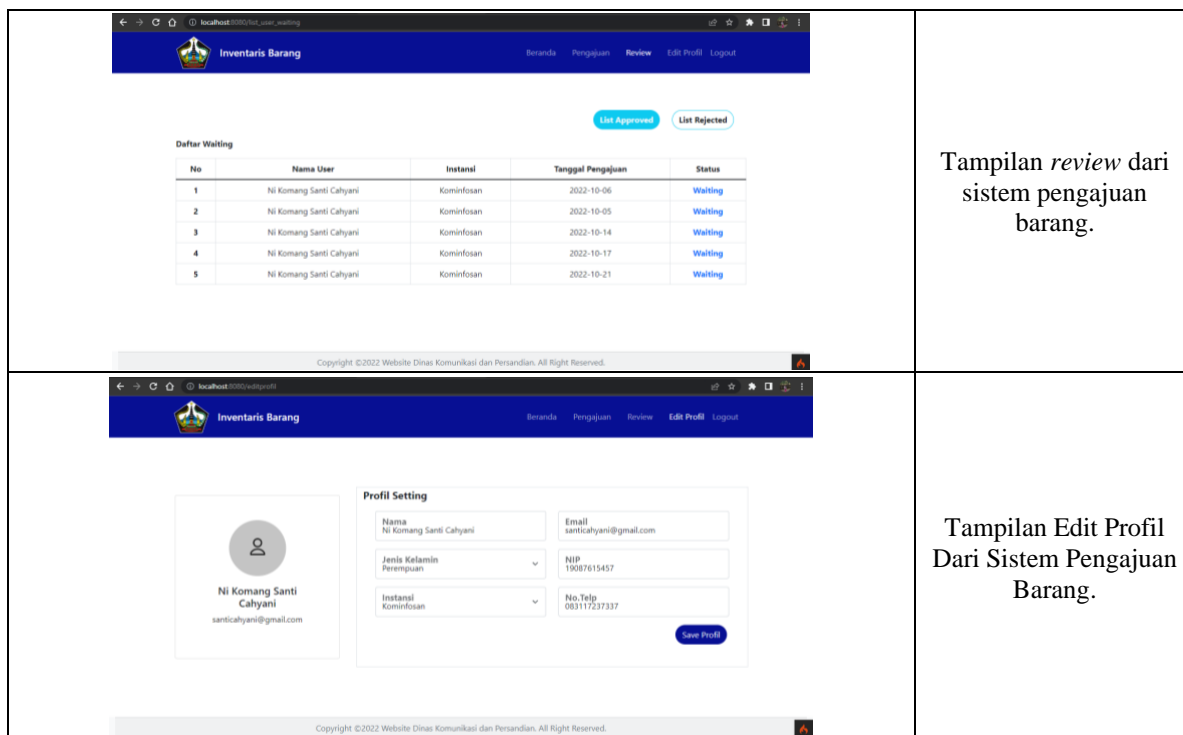 localhost:8080/list_user_waiting
Inventaris Barang
Beranda Pengajuan Review Edit Profil Logout
List Approved List Rejected
Daftar Waiting
No Nama User Instansi Tanggal Pengajuan Status
1 Ni Komang Santi Cahyani Kominfosan 2022-10-06 Waiting
2 Ni Komang Santi Cahyani Kominfosan 2022-10-05 Waiting
3 Ni Komang Santi Cahyani Kominfosan 2022-10-14 Waiting
4 Ni Komang Santi Cahyani Kominfosan 2022-10-17 Waiting
5 Ni Komang Santi Cahyani Kominfosan 2022-10-21 Waiting
Copyright ©2022 Website Dinas Komunikasi dan Persandian. All Right Reserved.
Tampilan review dari
sistem pengajuan
barang.
localhost:8080/editprofil
Inventaris Barang
Beranda Pengajuan Review Edit Profil Logout
Ni Komang Santi
Cahyani
santicahyani@gmail.com
Profil Setting
Nama
Ni Komang Santi Cahyani
Email
santicahyani@gmail.com
Jenis Kelamin
Perempuan
NIP
19087615457
Instansi
Kominfosan
No.Telp
083117237337
Save Profil
Copyright ©2022 Website Dinas Komunikasi dan Persandian. All Right Reserved.
Tampilan Edit Profil
Dari Sistem Pengajuan
Barang.